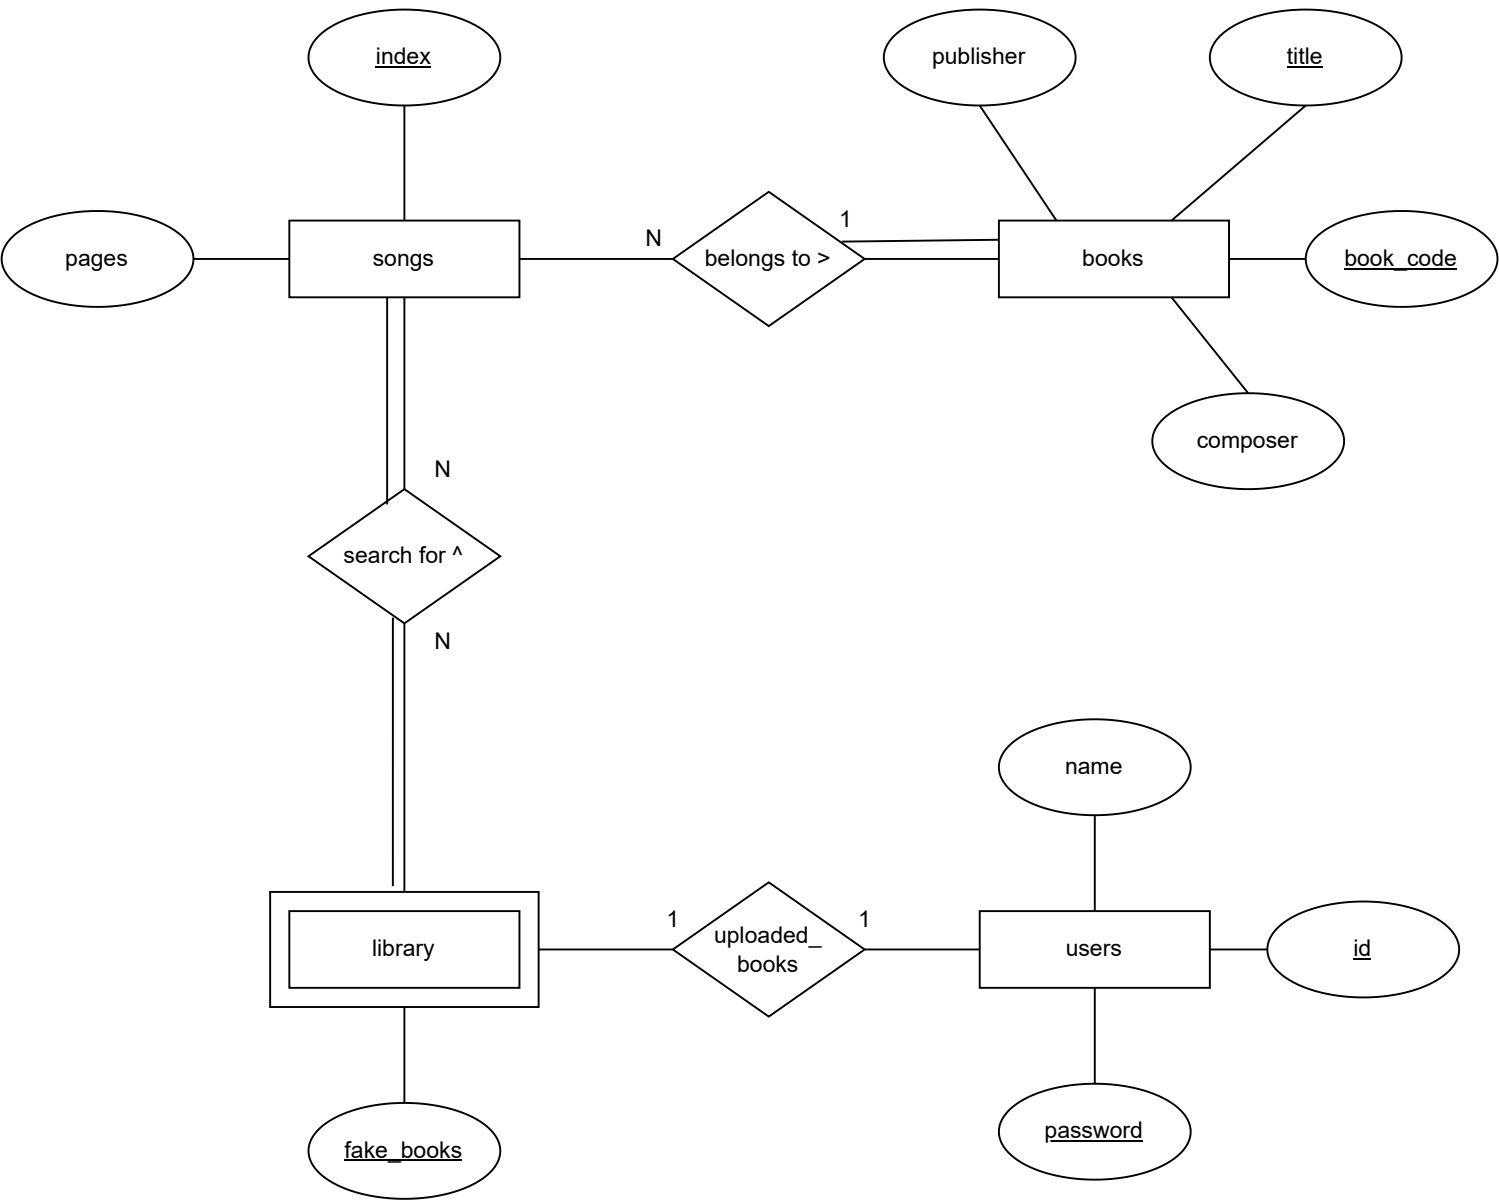 index
publisher
title
pages
songs
N
belongs to >
1
books
book_code
composer
N
search for ^
N
name
library
1
uploaded_
books
1
users
id
fake_books
password